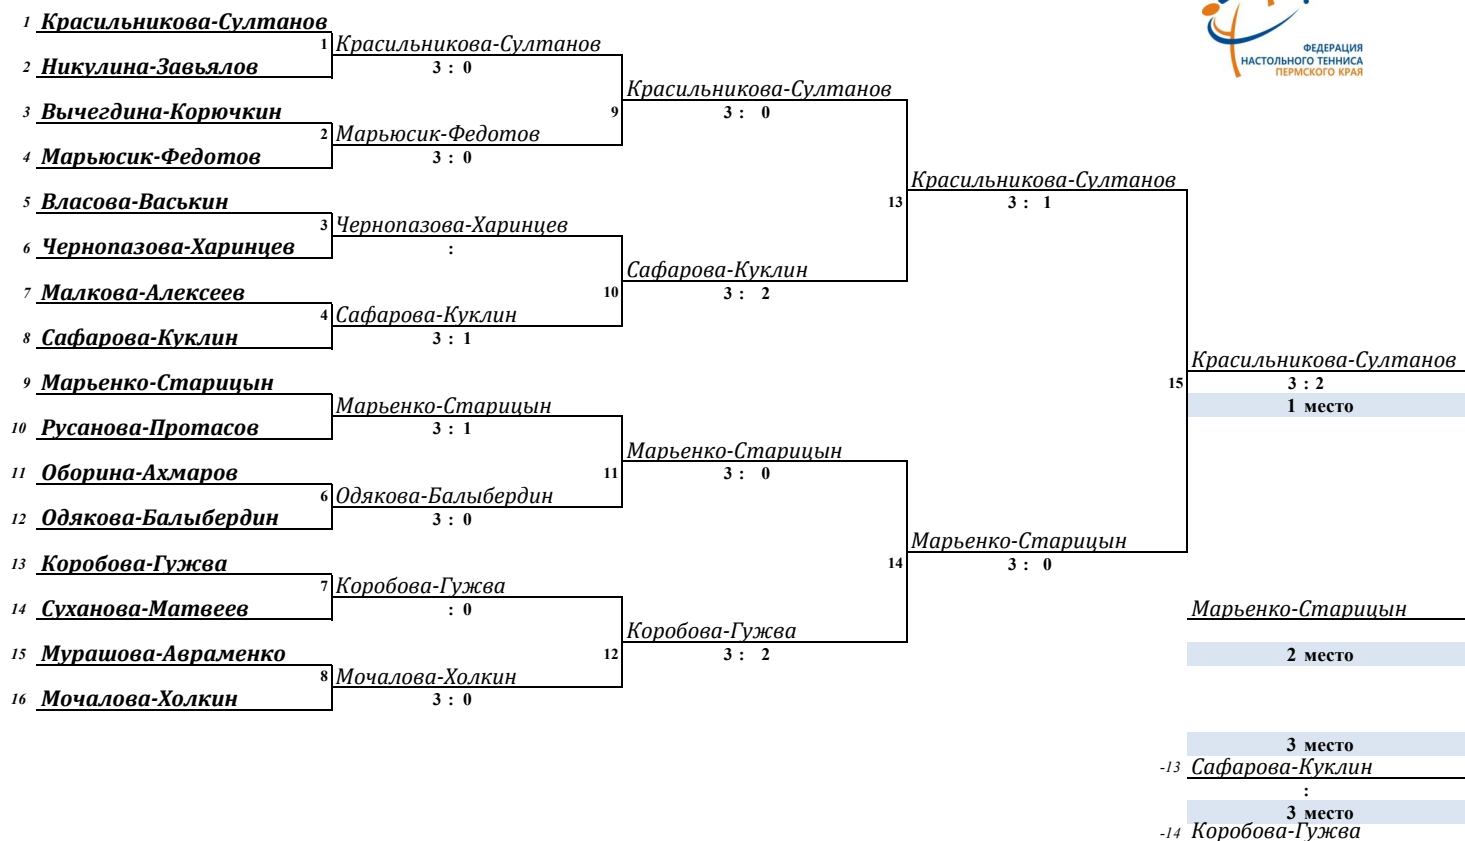 ФЕДЕРАЦИЯ
НАСТОЛЬНОГО ТЕННИСА
ПЕРМСКОГО КРАЯ
1 Красильникова-Султанов
1 Красильникова-Султанов
2 Никулина-Завьялов
3 : 0
Красильникова-Султанов
3 Вычегдина-Корючкин
9
3 : 0
2 Марьюсик-Федотов
4 Марьюсик-Федотов
3 : 0
Красильникова-Султанов
5 Власова-Васькин
13
3 : 1
3 Чернопазова-Харинцев
6 Чернопазова-Харинцев
:
Сафарова-Куклин
7 Малкова-Алексеев
10
3 : 2
4 Сафарова-Куклин
8 Сафарова-Куклин
3 : 1
Красильникова-Султанов
9 Марьенко-Старицын
15
3 : 2
Марьенко-Старицын
1 место
10 Русанова-Протасов
3 : 1
Марьенко-Старицын
11 Оборина-Ахмаров
11
3 : 0
6 Одякова-Балыбердин
12 Одякова-Балыбердин
3 : 0
Марьенко-Старицын
13 Коробова-Гужва
14
3 : 0
7 Коробова-Гужва
14 Суханова-Матвеев
: 0
Марьенко-Старицын
Коробова-Гужва
15 Мурашова-Авраменко
12
3 : 2
2 место
8 Мочалова-Холкин
16 Мочалова-Холкин
3 : 0
3 место
-13 Сафарова-Куклин
:
3 место
-14 Коробова-Гужва